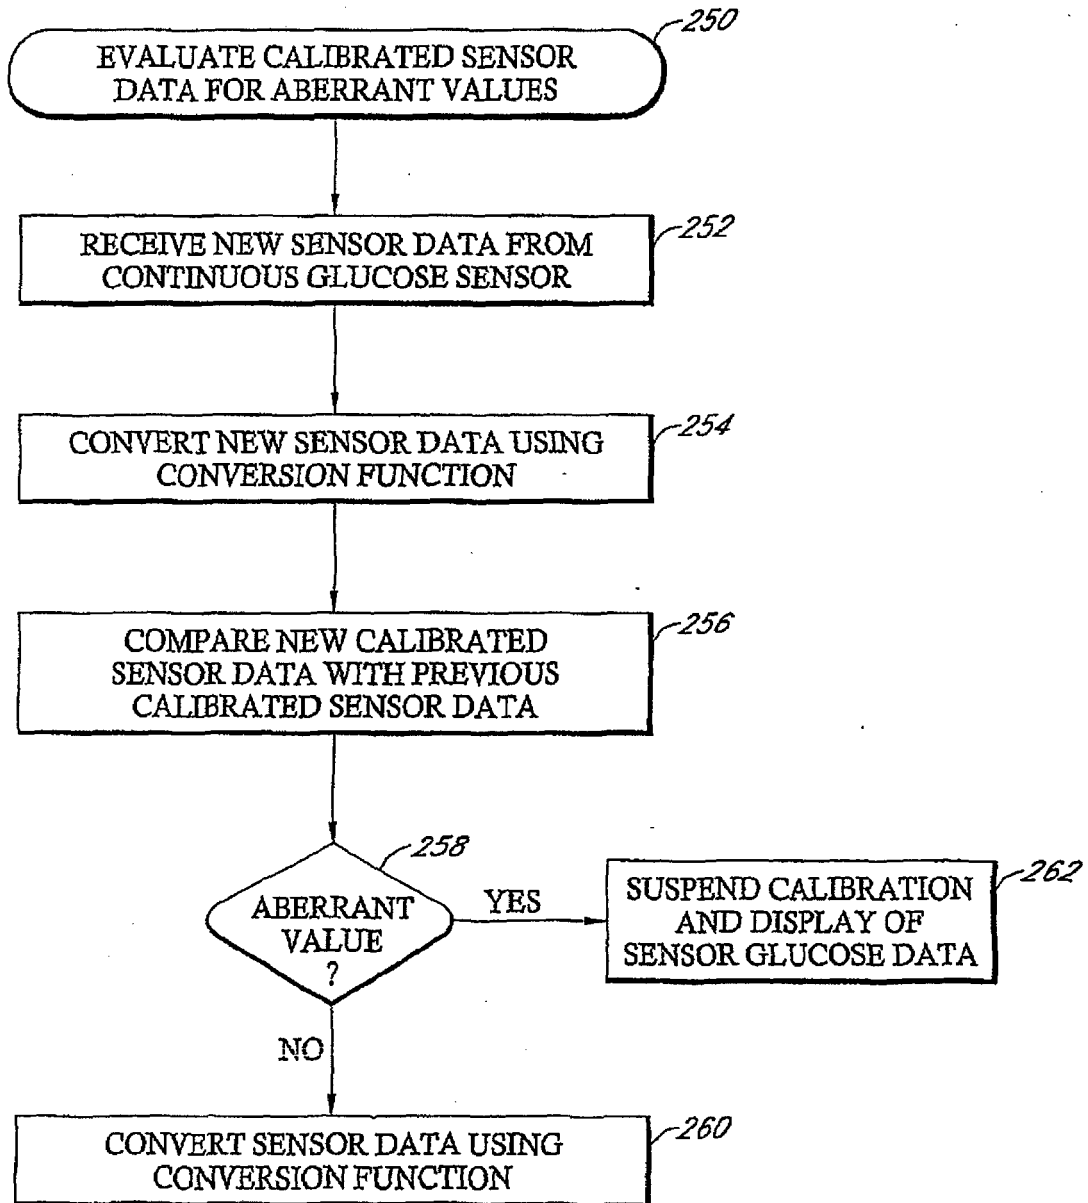 250
EVALUATE CALIBRATED SENSOR
DATA FOR ABERRANT VALUES
252
RECEIVE NEW SENSOR DATA FROM
CONTINUOUS GLUCOSE SENSOR
254
CONVERT NEW SENSOR DATA USING
CONVERSION FUNCTION
256
COMPARE NEW CALIBRATED
SENSOR DATA WITH PREVIOUS
CALIBRATED SENSOR DATA
258
ABERRANT
VALUE
?
YES
262
SUSPEND CALIBRATION
AND DISPLAY OF
SENSOR GLUCOSE DATA
NO
260
CONVERT SENSOR DATA USING
CONVERSION FUNCTION